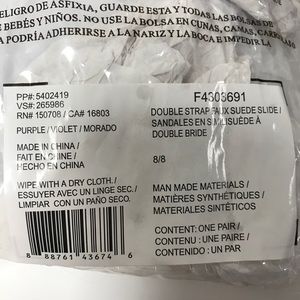 PELIGRO DE ASFIXIA, GUARDE ESTA Y TODAS LAS BOLSAS DE
DE BEBÉS Y NIÑOS. NO USE LA BOLSA EN CUNAS, CAMAS, CARRI
PODRÍA ADHERIRSE A LA NARIZ Y LA BOCA E IMPEDIR LA
PP#: 5402419
VS#: 265986
RN# 150708 / CA# 16803
PURPLE / VIOLET / MORADO
MADE IN CHINA /
FAIT EN CHINE /
HECHO EN CHINA
WIPE WITH A DRY CLOTH. /
ESSUYER AVEC UN LINGE SEC. /
LIMPIAR CON UN PAÑO SECO.
8 88761 43674 6
F4303691
DOUBLE STRAP FAUX SUEDE SLIDE /
SANDALES EN SIMILISUÈDE À
DOUBLE BRIDE
8/8
MAN MADE MATERIALS /
MATIÈRES SYNTHÉTIQUES /
MATERIALES SINTÉTICOS
CONTENT: ONE PAIR /
CONTENU : UNE PAIRE /
CONTENIDO : UN PAR